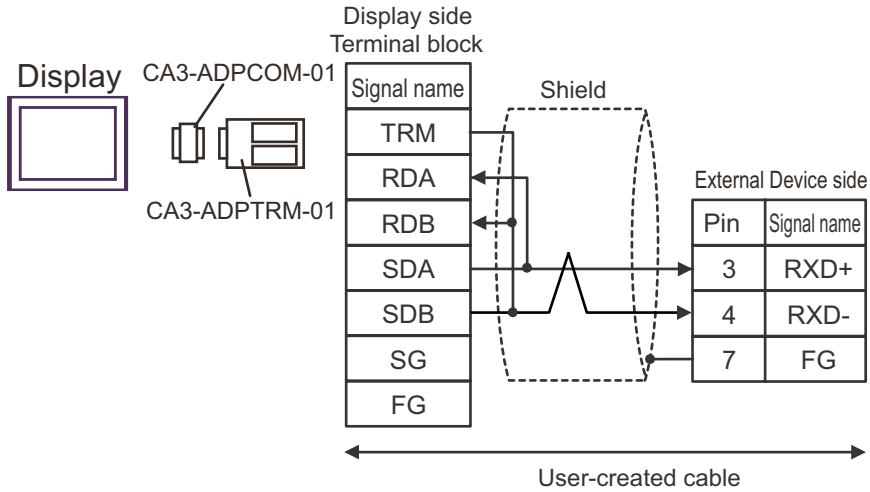 Display side
Terminal block
Display
CA3-ADPCOM-01
CA3-ADPTRM-01
Signal name
TRM
RDA
RDB
SDA
SDB
SG
FG
Shield
External Device side
Pin Signal name
3 RXD+
4 RXD-
7 FG
User-created cable